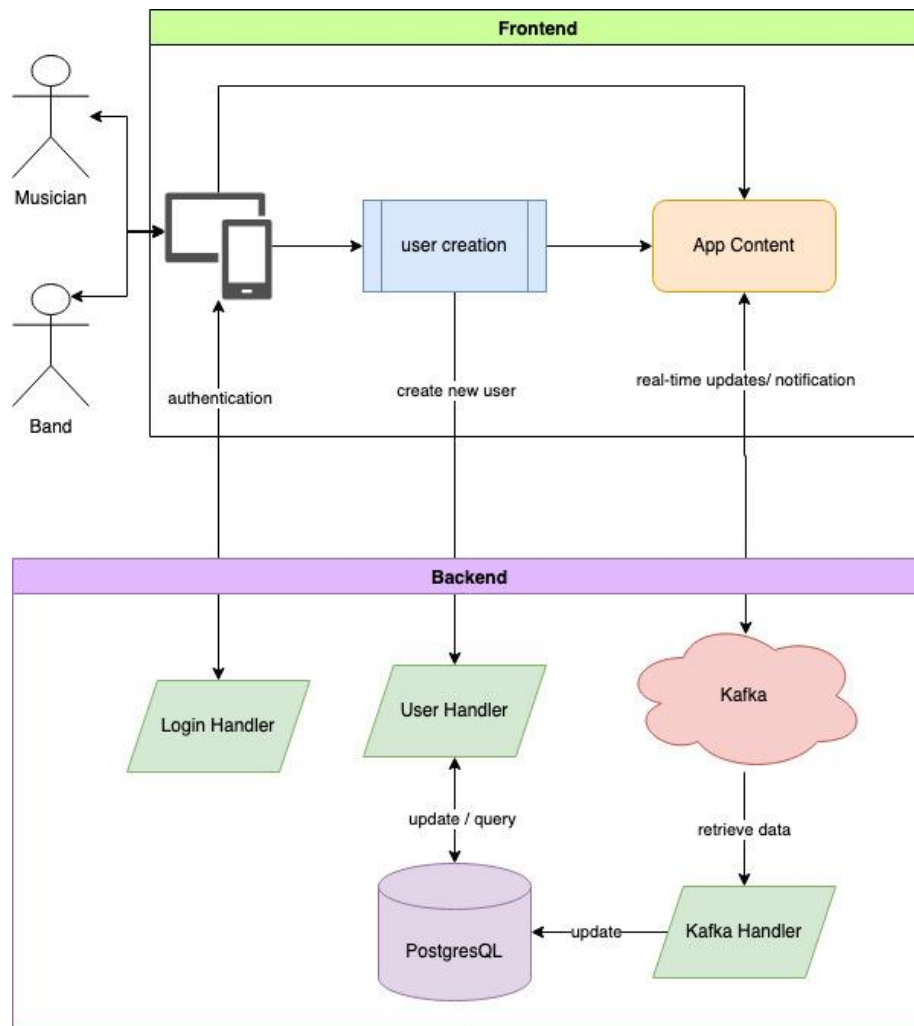 Frontend
Musician
user creation
App Content
Band
authentication
create new user
real-time updates/ notification
Backend
Login Handler
User Handler
Kafka
update / query
retrieve data
PostgresQL
update
Kafka Handler